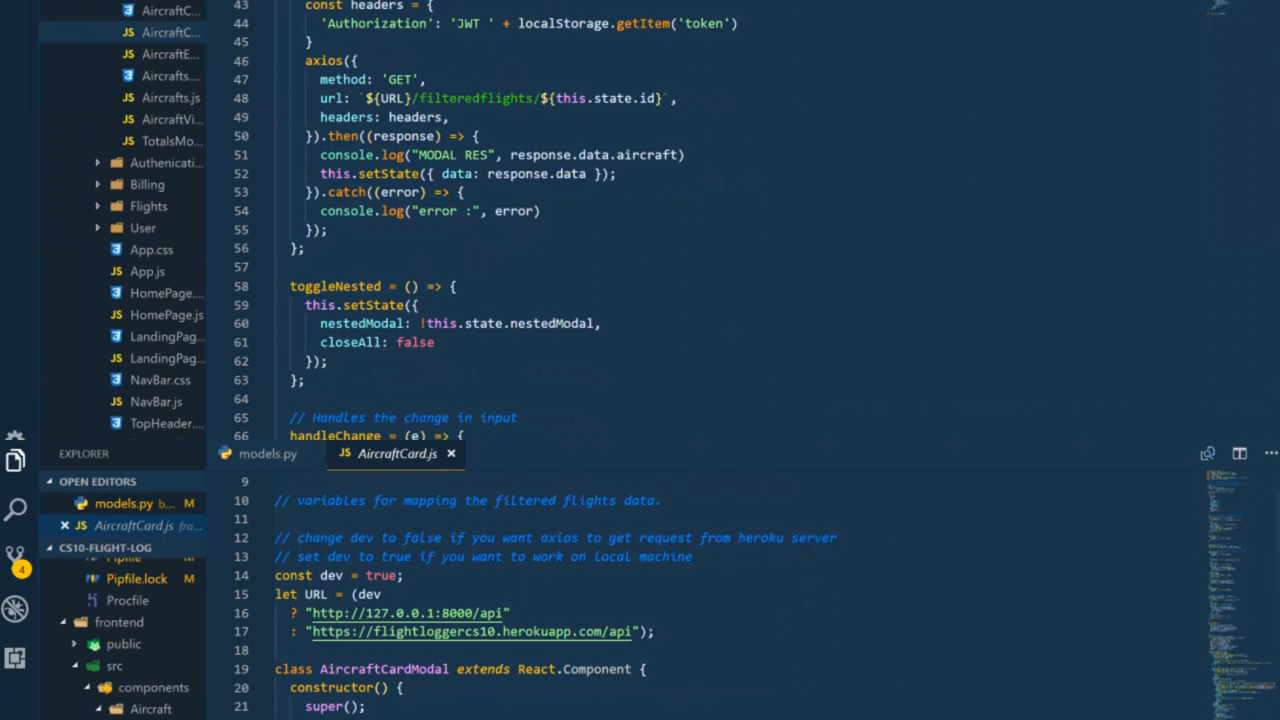 AircraftC...
AircraftC...
AircraftE...
Aircrafts....
Aircrafts.js
AircraftVi...
TotalsMo...
Authenicati...
Billing
Flights
User
App.css
App.js
HomePage....
HomePage.js
LandingPag...
LandingPag...
NavBar.css
NavBar.js
TopHeader....
43 const headers = {
44 'Authorization': 'JWT ' + localStorage.getItem('token')
45 }
46 axios({
47 method: 'GET',
48 url: `${URL}/filteredflights/${this.state.id}`,
49 headers: headers,
50 }).then((response) => {
51 console.log("MODAL RES", response.data.aircraft)
52 this.setState({ data: response.data });
53 }).catch((error) => {
54 console.log("error :", error)
55 });
56 };
57
58 toggleNested = () => {
59 this.setState({
60 nestedModal: !this.state.nestedModal,
61 closeAll: false
62 });
63 };
64
65 // Handles the change in input
66 handleChange = (e) => {
EXPLORER
OPEN EDITORS
models.py b... M
AircraftCard.js fro...
CS10-FLIGHT-LOG
Pipfile M
Pipfile.lock M
Procfile
frontend
public
src
components
Aircraft
4
models.py
JS AircraftCard.js ×
9
10 // variables for mapping the filtered flights data.
11
12 // change dev to false if you want axios to get request from heroku server
13 // set dev to true if you want to work on local machine
14 const dev = true;
15 let URL = (dev
16 ? "http://127.0.0.1:8000/api"
17 : "https://flightloggercs10.herokuapp.com/api");
18
19 class AircraftCardModal extends React.Component {
20 constructor() {
21 super();